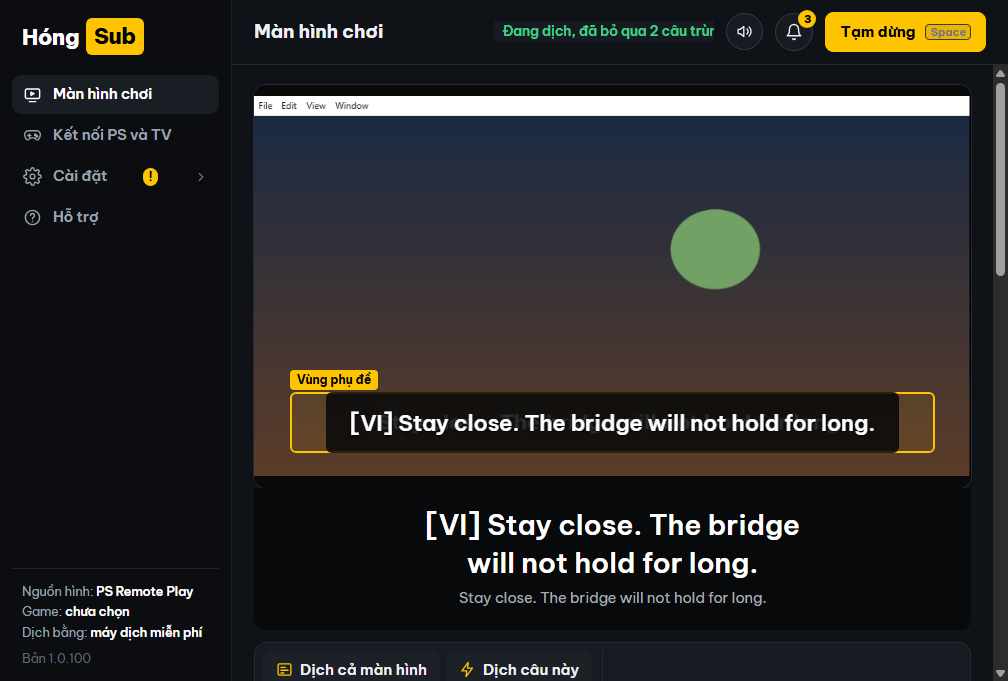 Hóng Sub
Màn hình chơi
Kết nối PS và TV
Cài đặt !
Hỗ trợ
Nguồn hình: PS Remote Play
Game: chưa chọn
Dịch bằng: máy dịch miễn phí
Bản 1.0.100
Màn hình chơi
Đang dịch, đã bỏ qua 2 câu trùn
3
Tạm dừng Space
File Edit View Window
Vùng phụ đề
[VI] Stay close. The bridge will not hold for long.
[VI] Stay close. The bridge
will not hold for long.
Stay close. The bridge will not hold for long.
Dịch cả màn hình
Dịch câu này